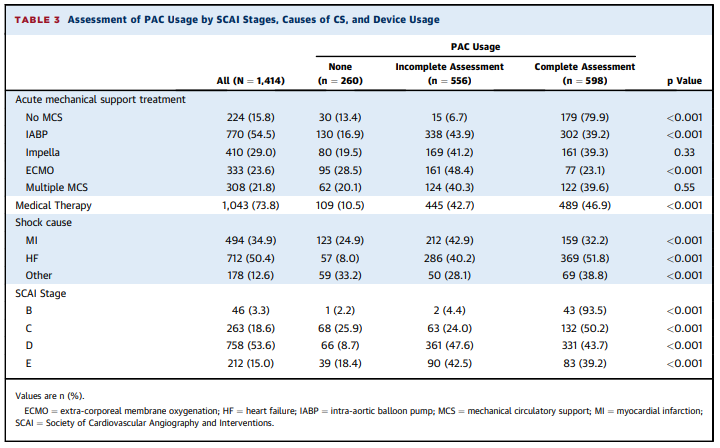 TABLE 3 Assessment of PAC Usage by SCAI Stages, Causes of CS, and Device Usage
PAC Usage
All (N = 1,414) None (n = 260) Incomplete Assessment (n = 556) Complete Assessment (n = 598) p Value
Acute mechanical support treatment
No MCS 224 (15.8) 30 (13.4) 15 (6.7) 179 (79.9) <0.001
IABP 770 (54.5) 130 (16.9) 338 (43.9) 302 (39.2) <0.001
Impella 410 (29.0) 80 (19.5) 169 (41.2) 161 (39.3) 0.33
ECMO 333 (23.6) 95 (28.5) 161 (48.4) 77 (23.1) <0.001
Multiple MCS 308 (21.8) 62 (20.1) 124 (40.3) 122 (39.6) 0.55
Medical Therapy 1,043 (73.8) 109 (10.5) 445 (42.7) 489 (46.9) <0.001
Shock cause
MI 494 (34.9) 123 (24.9) 212 (42.9) 159 (32.2) <0.001
HF 712 (50.4) 57 (8.0) 286 (40.2) 369 (51.8) <0.001
Other 178 (12.6) 59 (33.2) 50 (28.1) 69 (38.8) <0.001
SCAI Stage
B 46 (3.3) 1 (2.2) 2 (4.4) 43 (93.5) <0.001
C 263 (18.6) 68 (25.9) 63 (24.0) 132 (50.2) <0.001
D 758 (53.6) 66 (8.7) 361 (47.6) 331 (43.7) <0.001
E 212 (15.0) 39 (18.4) 90 (42.5) 83 (39.2) <0.001
Values are n (%).
ECMO = extra-corporeal membrane oxygenation; HF = heart failure; IABP = intra-aortic balloon pump; MCS = mechanical circulatory support; MI = myocardial infarction;
SCAI = Society of Cardiovascular Angiography and Interventions.